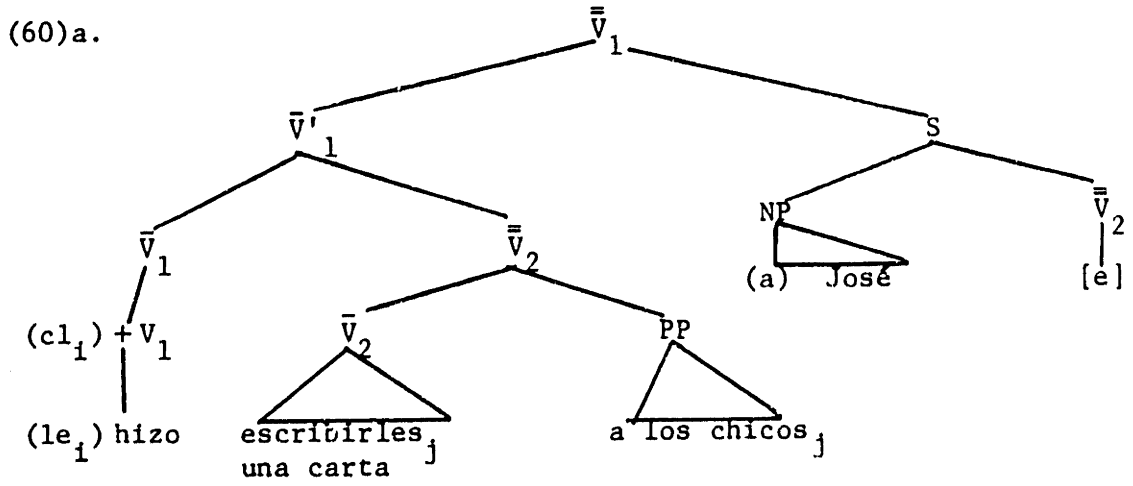 (60)a. V̿₁
V̄'₁ S
V̄₁ V̿₂ NP V̿₂
(a) José [e]
(clᵢ) + V₁ V̄₂ PP
(leᵢ) hizo escribirlesⱼ a los chicosⱼ
una carta